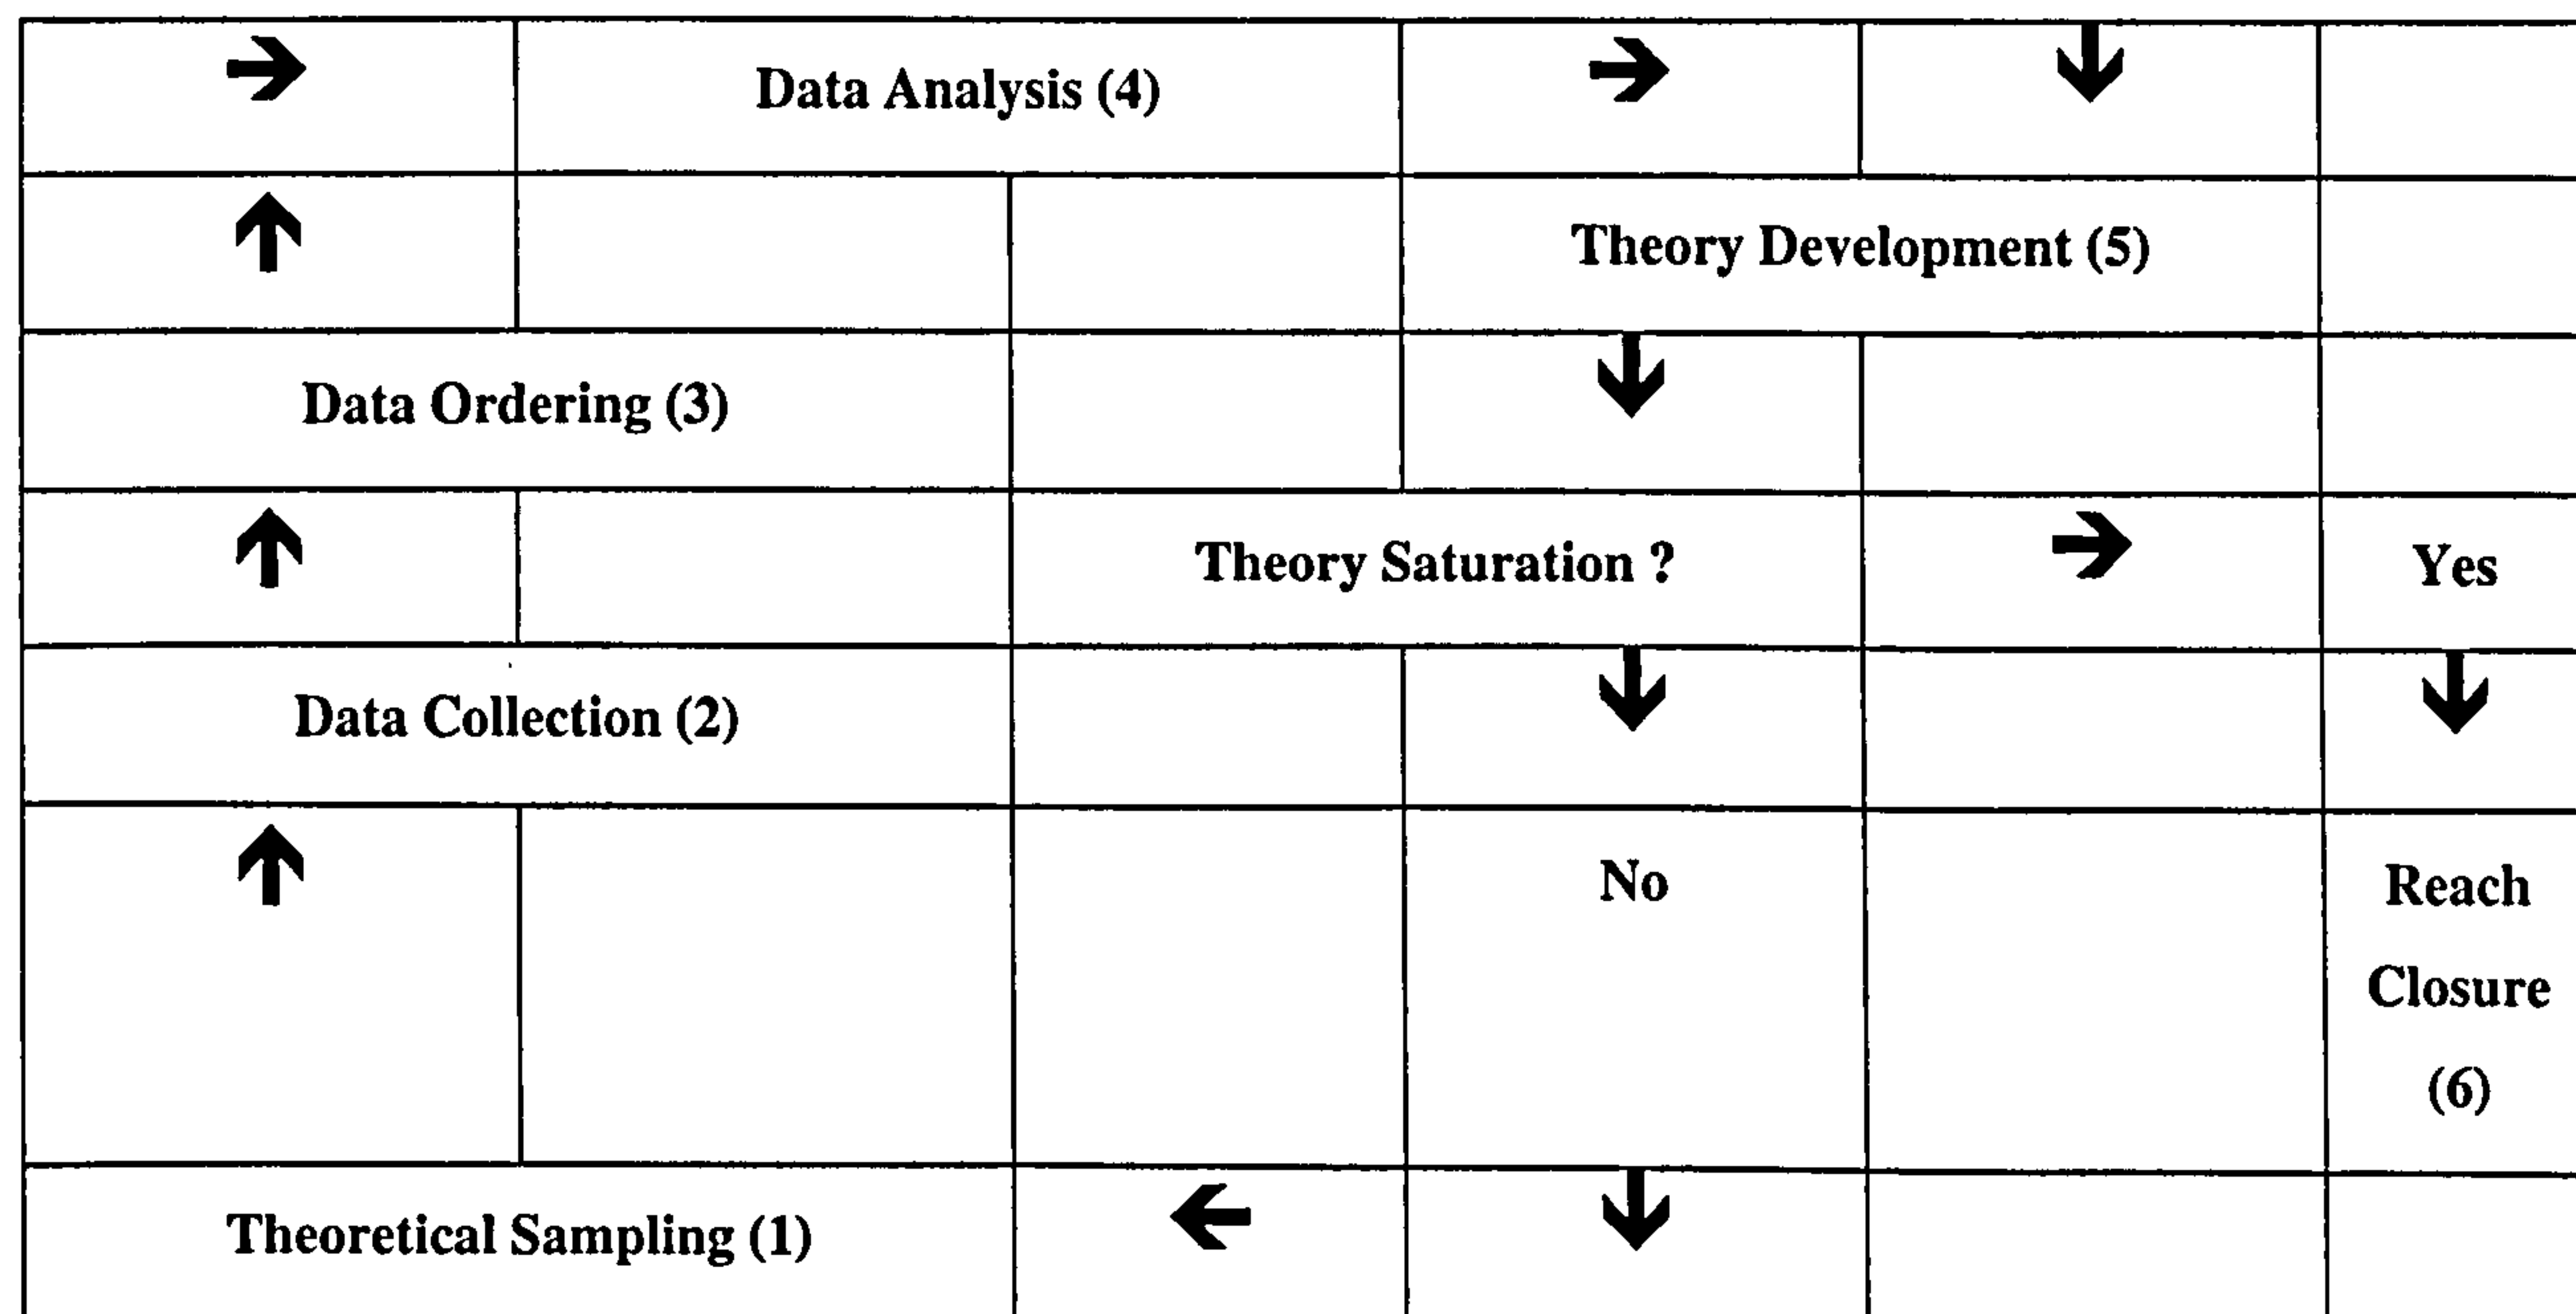 Data Analysis (4)
Theory Development (5)
Data Ordering (3)
Theory Saturation ?
Yes
Data Collection (2)
No
Reach
Closure
(6)
Theoretical Sampling (1)